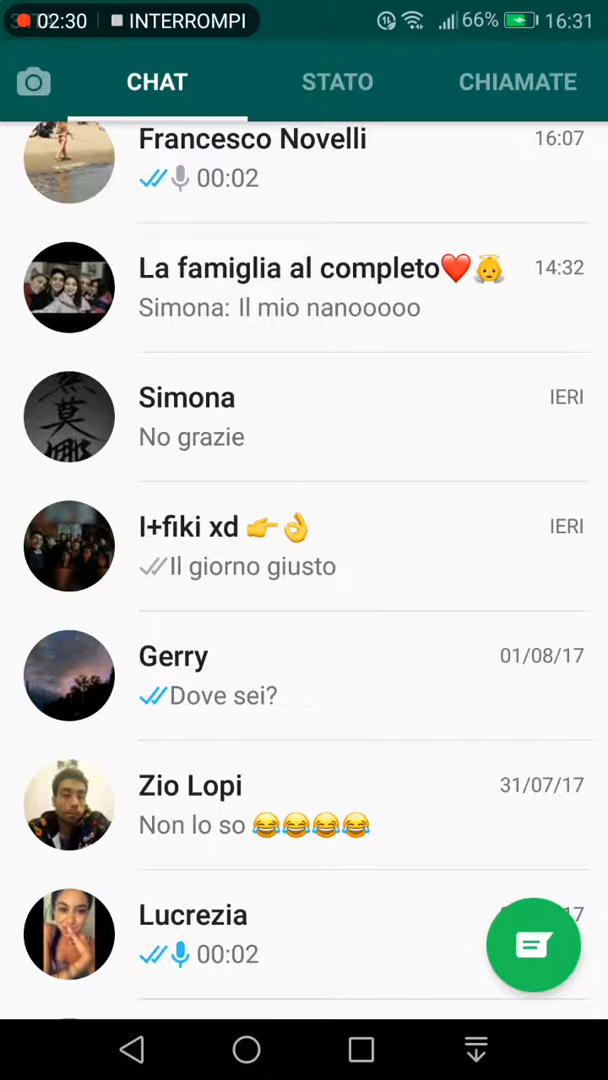 02:30 INTERROMPI 66% 16:31
CHAT STATO CHIAMATE
Francesco Novelli 16:07
00:02
La famiglia al completo❤️👼 14:32
Simona: Il mio nanooooo
Simona IERI
No grazie
I+fiki xd 👉👌 IERI
Il giorno giusto
Gerry 01/08/17
Dove sei?
Zio Lopi 31/07/17
Non lo so 😂😂😂😂
Lucrezia
00:02